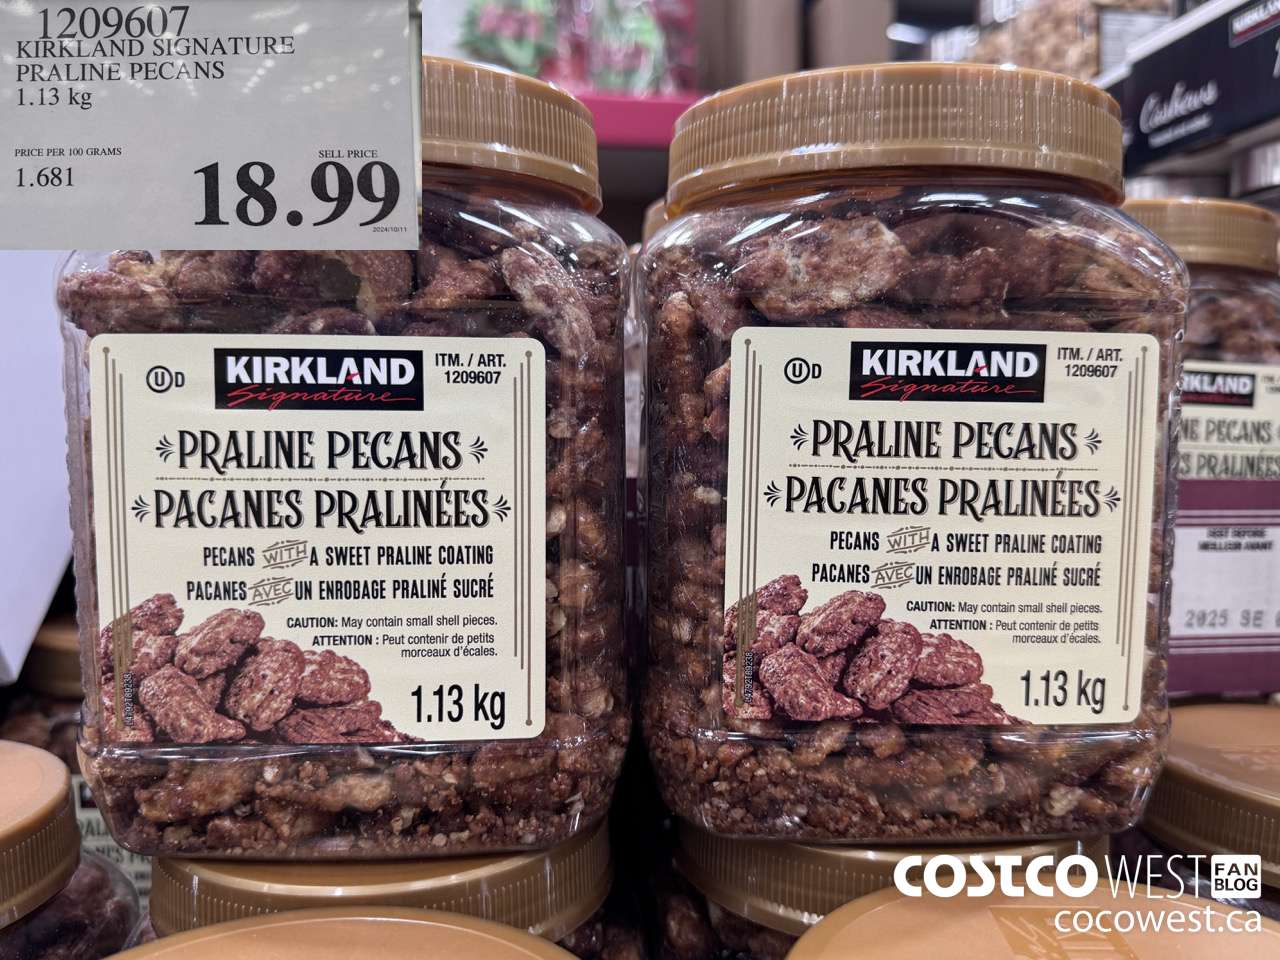 1209607
KIRKLAND SIGNATURE
PRALINE PECANS
1.13 kg
PRICE PER 100 GRAMS
1.681
SELL PRICE
18.99
2024/10/11
Cashews
UD
KIRKLAND
Signature
ITM. / ART.
1209607
PRALINE PECANS
PACANES PRALINÉES
PECANS WITH A SWEET PRALINE COATING
PACANES AVEC UN ENROBAGE PRALINÉ SUCRÉ
CAUTION: May contain small shell pieces.
ATTENTION : Peut contenir de petits
morceaux d'écales.
1.13 kg
UD
KIRKLAND
Signature
ITM. / ART.
1209607
PRALINE PECANS
PACANES PRALINÉES
PECANS WITH A SWEET PRALINE COATING
PACANES AVEC UN ENROBAGE PRALINÉ SUCRÉ
CAUTION: May contain small shell pieces.
ATTENTION : Peut contenir de petits
morceaux d'écales.
1.13 kg
PECANS
PRALINÉES
BEST BEFORE
MEILLEUR AVANT
2025 SE
COSTCO WEST FAN BLOG
cocowest.ca